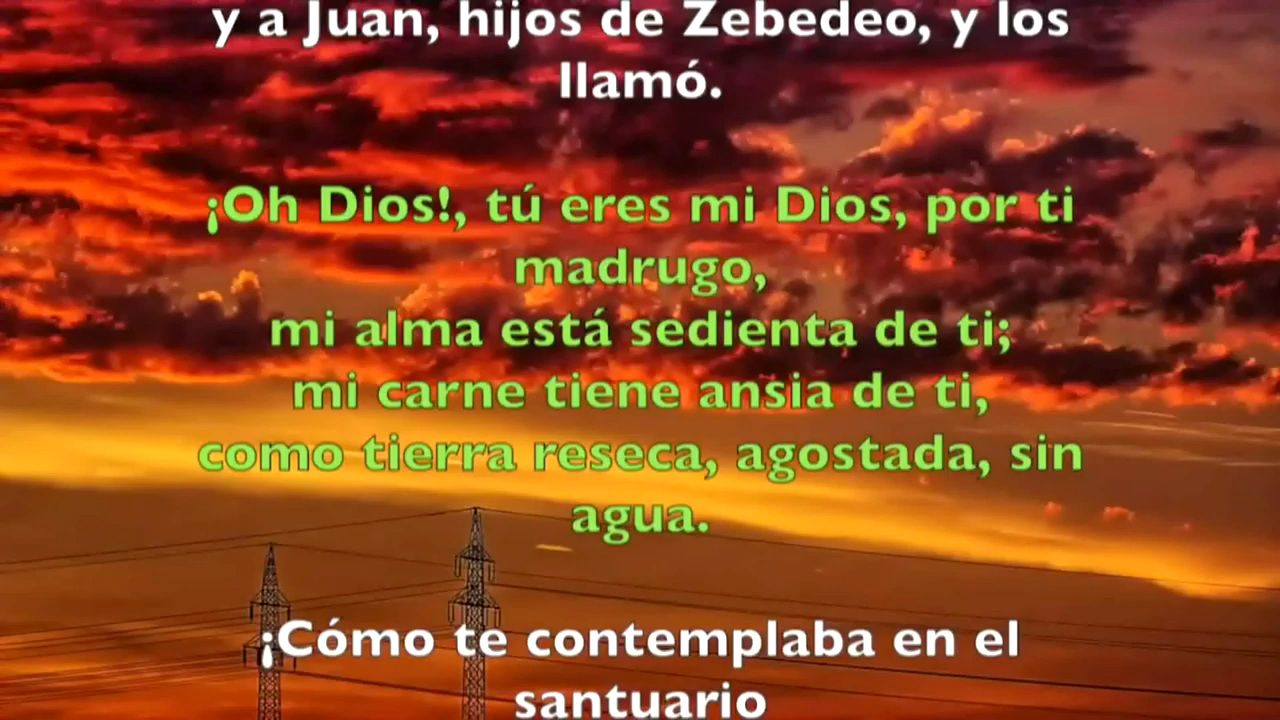 y a Juan, hijos de Zebedeo, y los
llamó.
¡Oh Dios!, tú eres mi Dios, por ti
madrugo,
mi alma está sedienta de ti;
mi carne tiene ansia de ti,
como tierra reseca, agostada, sin
agua.
¡Cómo te contemplaba en el
santuario